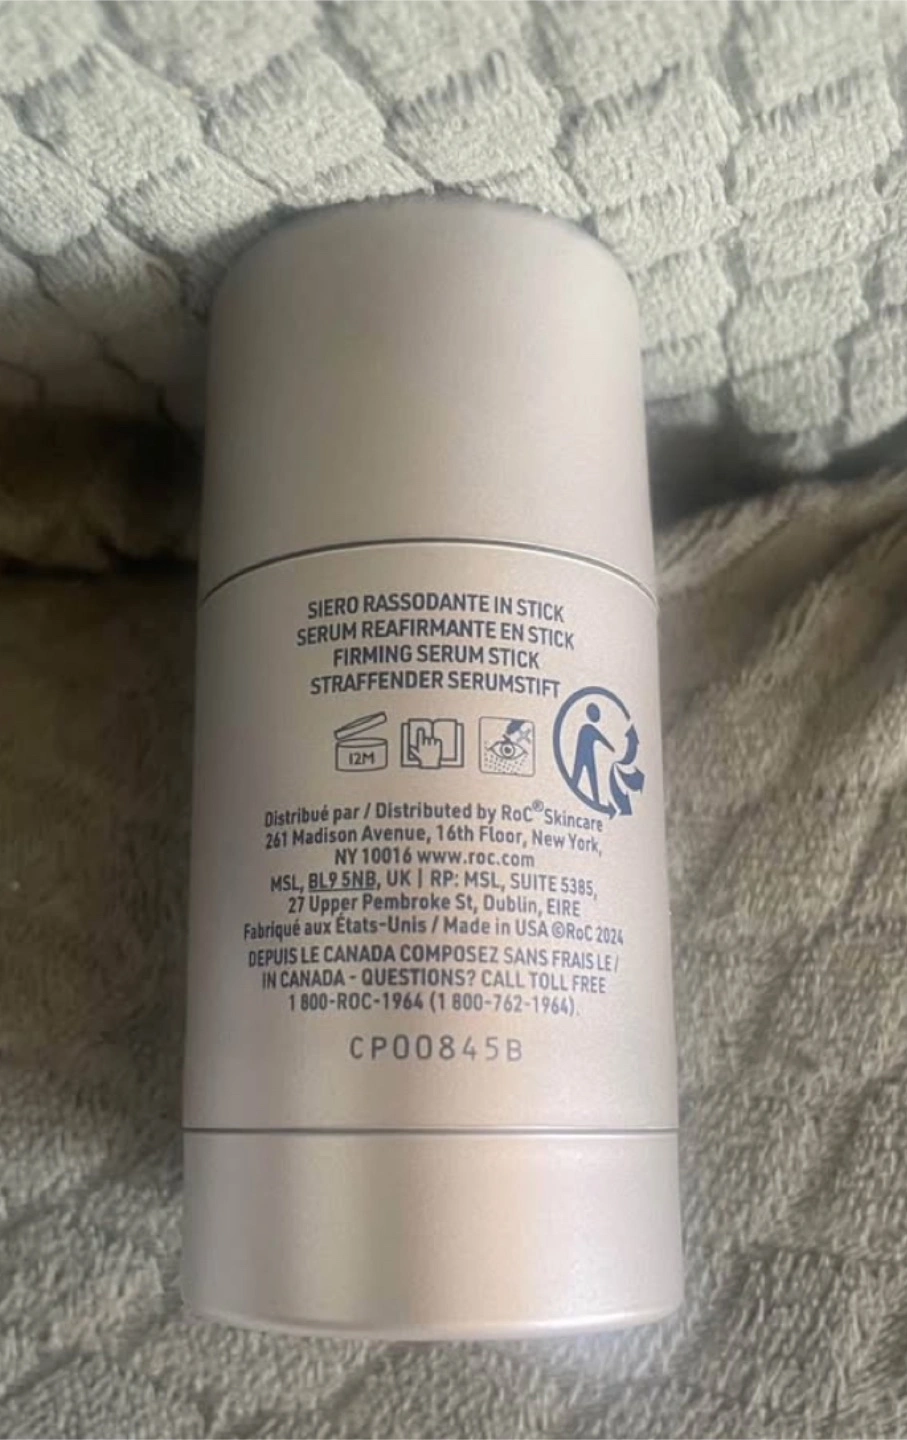 SIERO RASSODANTE IN STICK
SERUM REAFIRMANTE EN STICK
FIRMING SERUM STICK
STRAFFENDER SERUMSTIFT
12M
Distribué par / Distributed by RoC® Skincare
261 Madison Avenue, 16th Floor, New York,
NY 10016 www.roc.com
MSL, BL9 5NB, UK | RP: MSL, SUITE 5385,
27 Upper Pembroke St, Dublin, EIRE
Fabriqué aux États-Unis / Made in USA ©RoC 2024
DEPUIS LE CANADA COMPOSEZ SANS FRAIS LE /
IN CANADA - QUESTIONS? CALL TOLL FREE
1 800-ROC-1964 (1 800-762-1964).
CP00845B